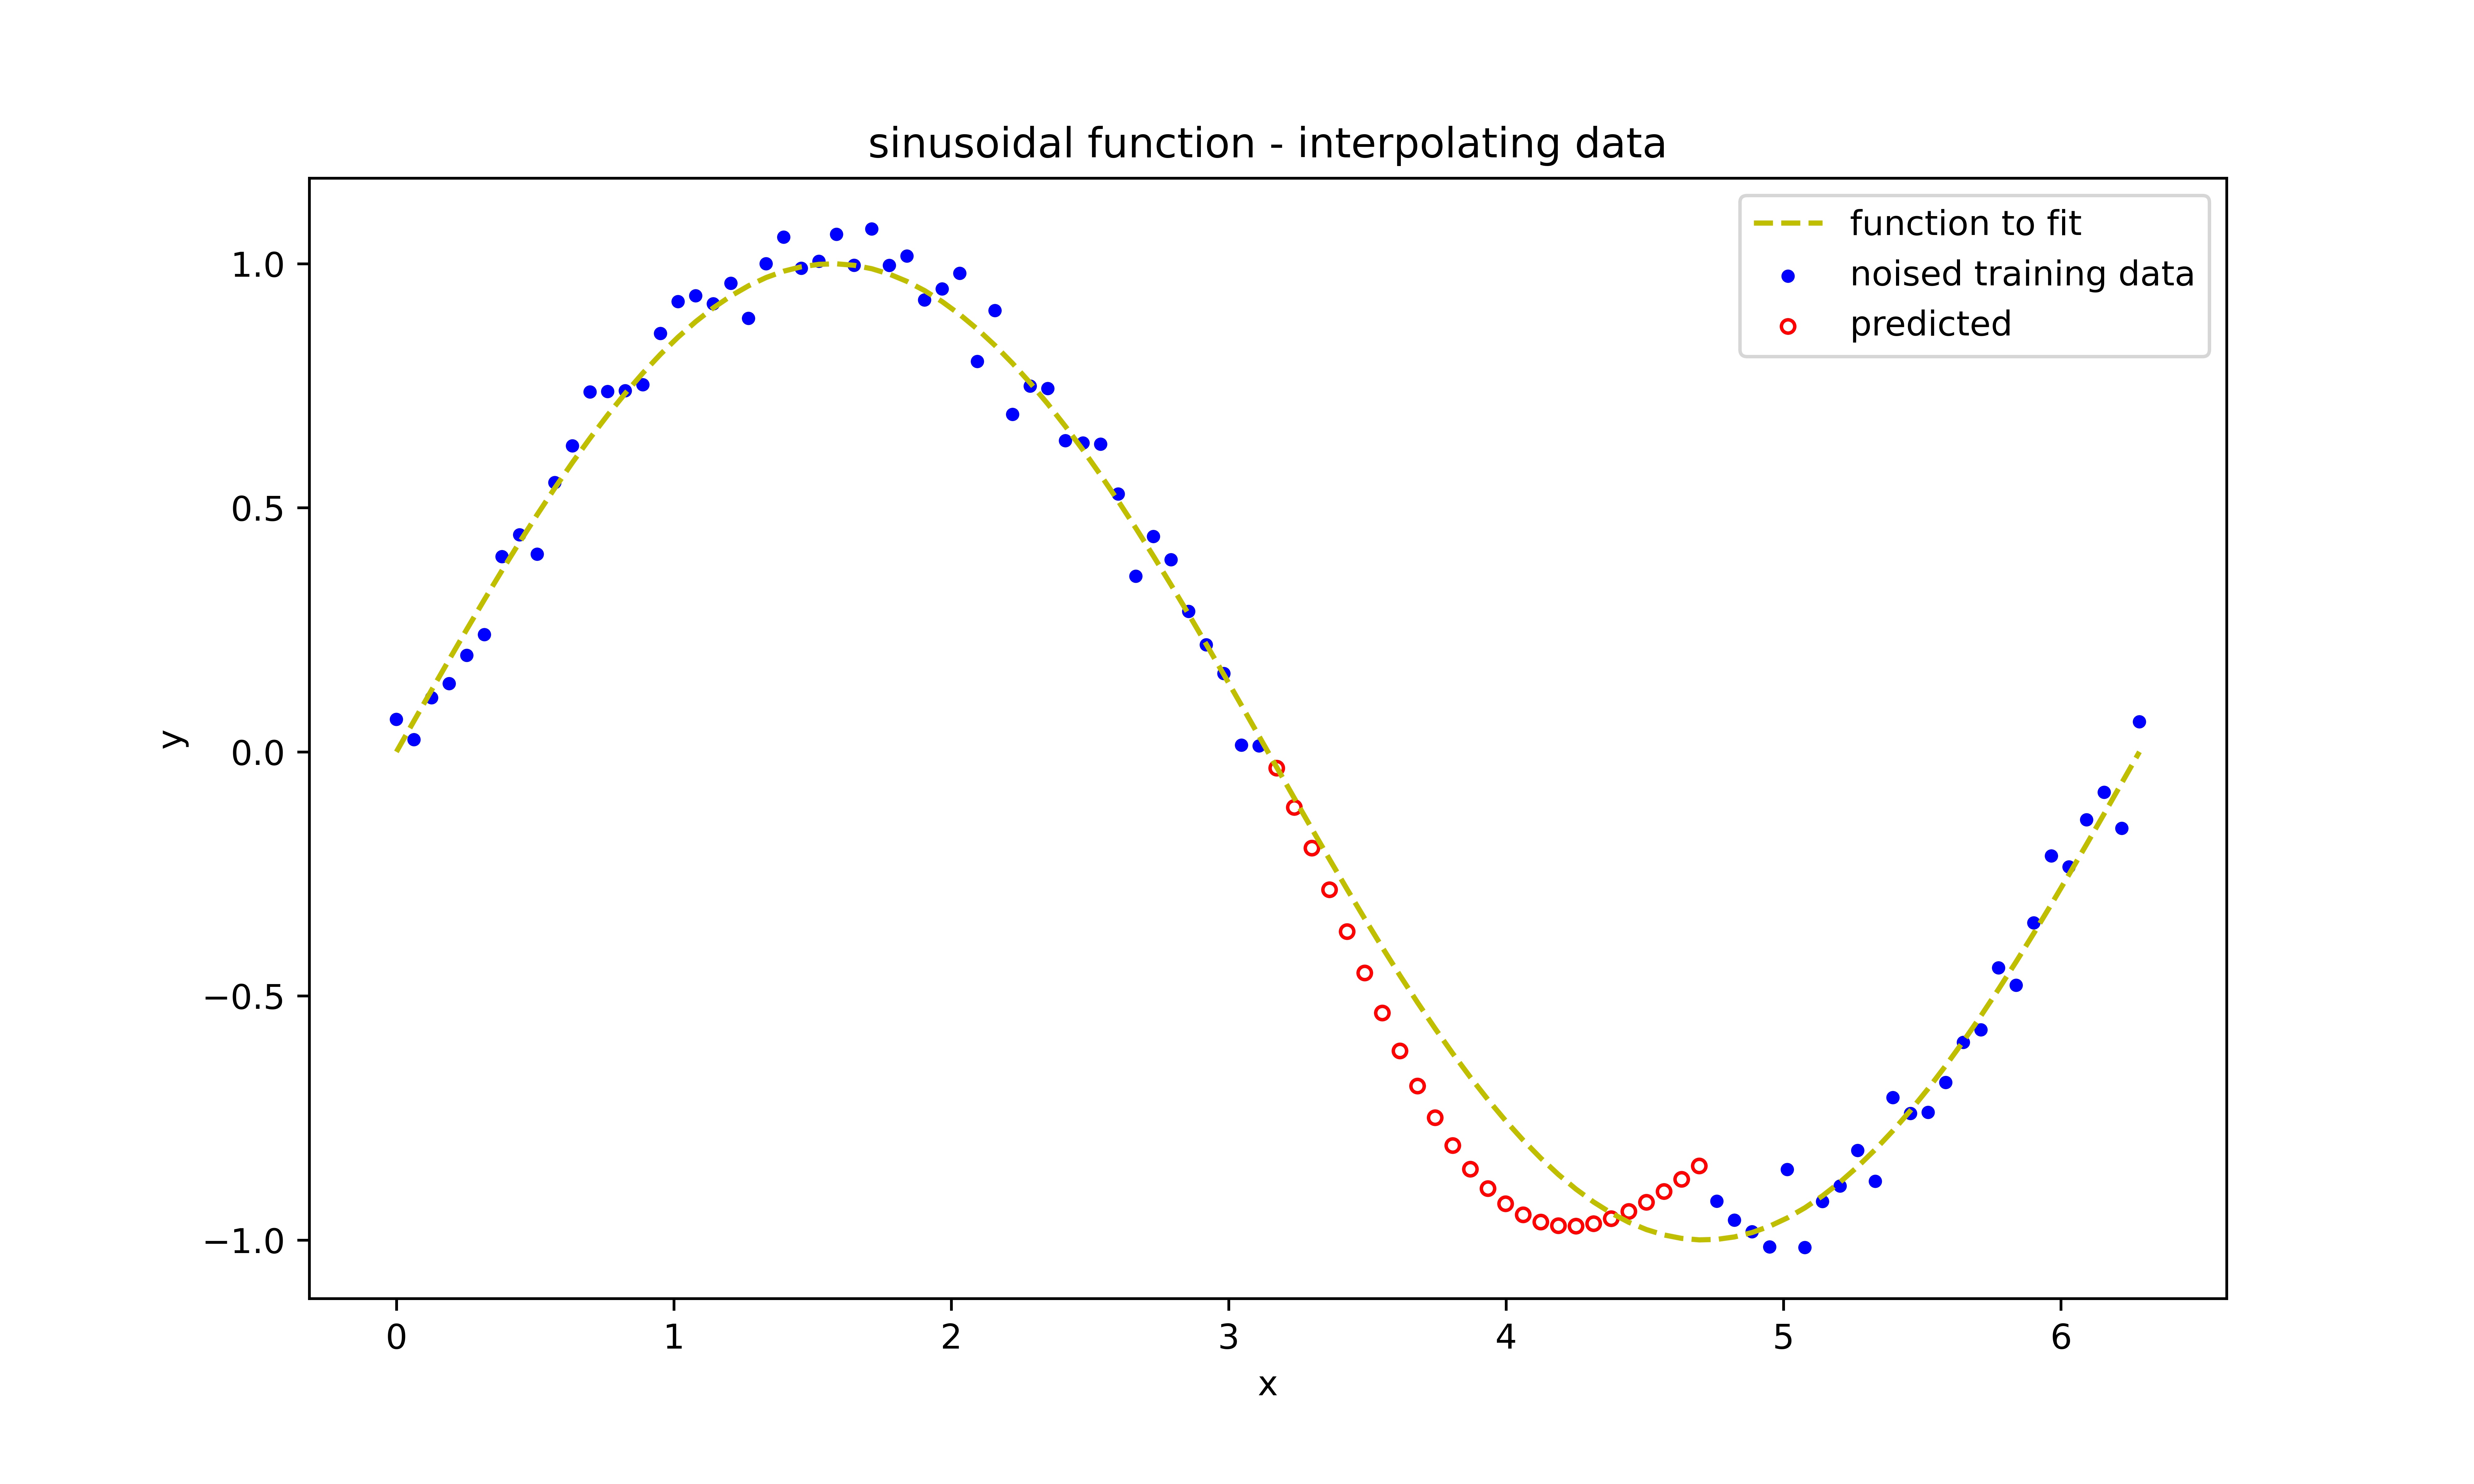 sinusoidal function - interpolating data
function to fit
noised training data
predicted
1.0
0.5
0.0
−0.5
−1.0
y
0 1 2 3 4 5 6
x